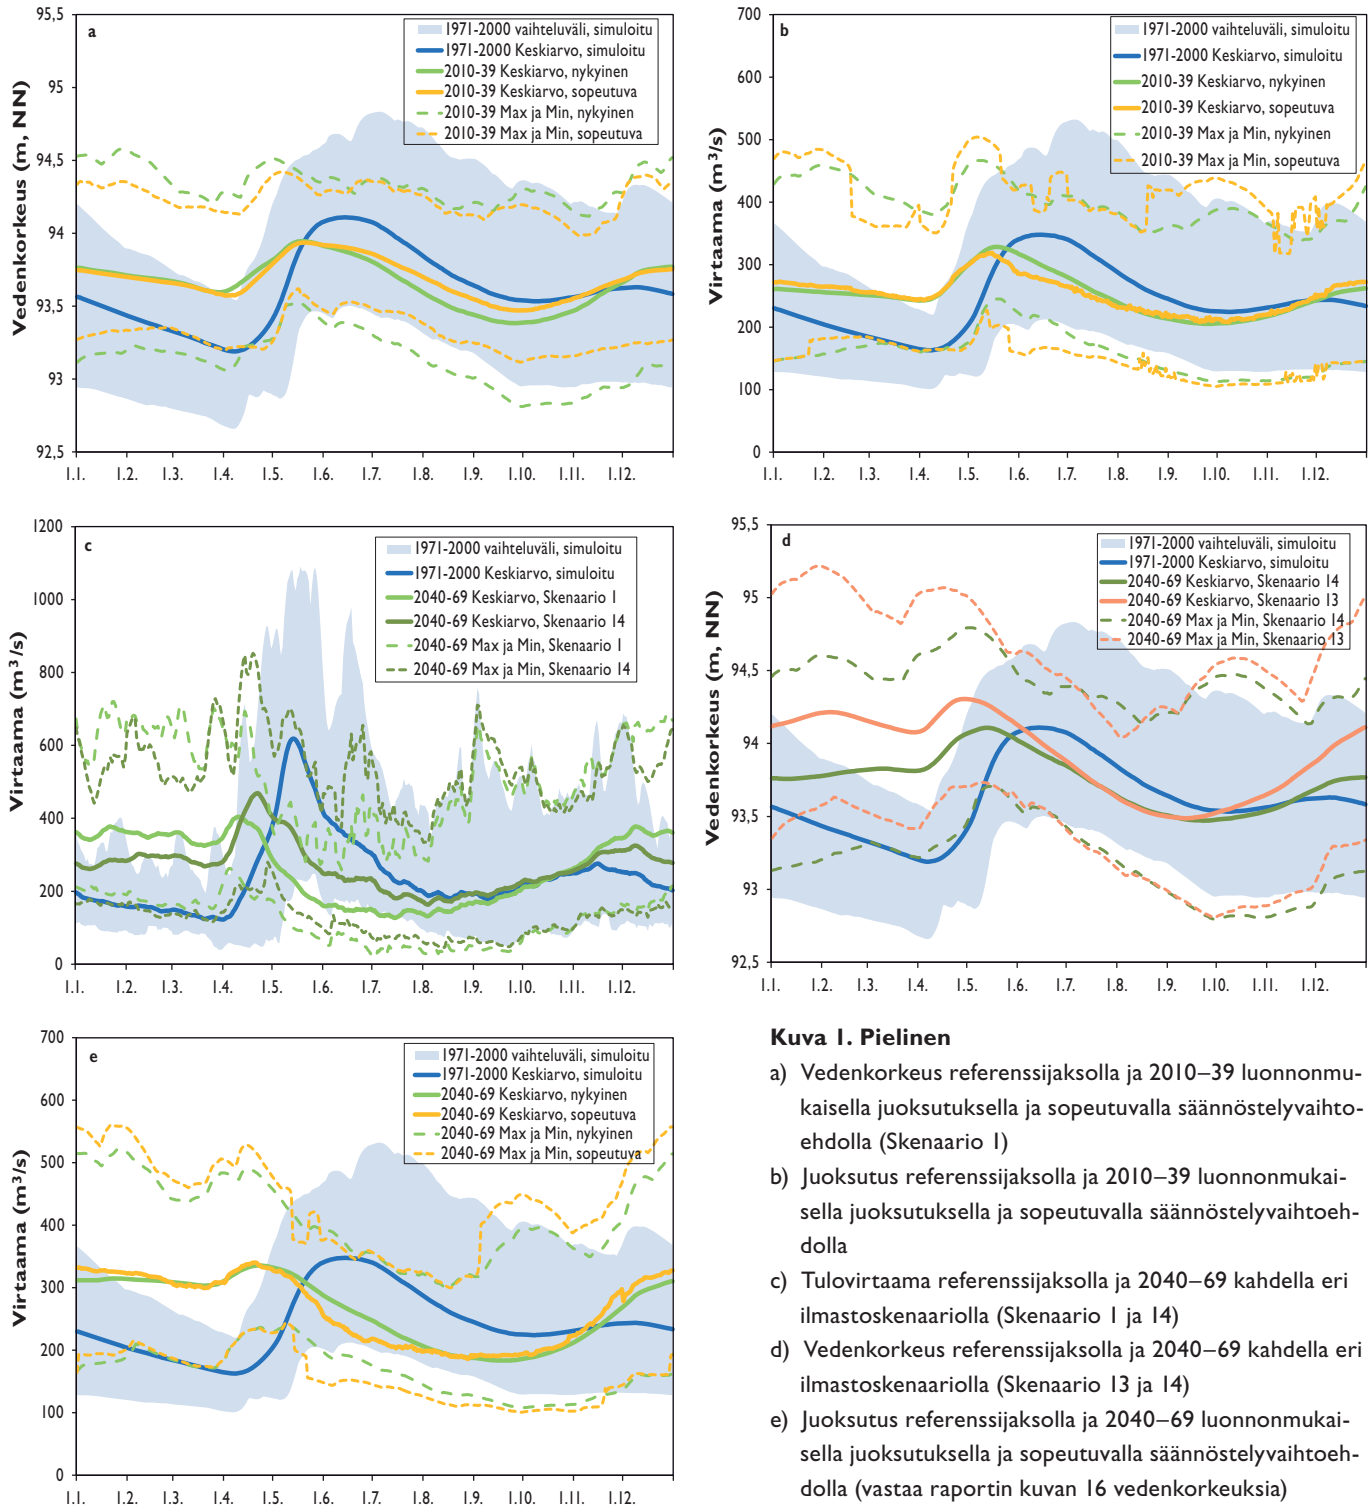 a
95,5
95
94,5
94
93,5
93
92,5
Vedenkorkeus (m, NN)
1971-2000 vaihteluväli, simuloitu
1971-2000 Keskiarvo, simuloitu
2010-39 Keskiarvo, nykyinen
2010-39 Keskiarvo, sopeutuva
2010-39 Max ja Min, nykyinen
2010-39 Max ja Min, sopeutuva
1.1. 1.2. 1.3. 1.4. 1.5. 1.6. 1.7. 1.8. 1.9. 1.10. 1.11. 1.12.
b
700
600
500
400
300
200
100
0
Virtaama (m³/s)
1971-2000 vaihteluväli, simuloitu
1971-2000 Keskiarvo, simuloitu
2010-39 Keskiarvo, nykyinen
2010-39 Keskiarvo, sopeutuva
2010-39 Max ja Min, nykyinen
2010-39 Max ja Min, sopeutuva
1.1. 1.2. 1.3. 1.4. 1.5. 1.6. 1.7. 1.8. 1.9. 1.10. 1.11. 1.12.
c
1200
1000
800
600
400
200
0
Virtaama (m³/s)
1971-2000 vaihteluväli, simuloitu
1971-2000 Keskiarvo, simuloitu
2040-69 Keskiarvo, Skenaario 1
2040-69 Keskiarvo, Skenaario 14
2040-69 Max ja Min, Skenaario 1
2040-69 Max ja Min, Skenaario 14
1.1. 1.2. 1.3. 1.4. 1.5. 1.6. 1.7. 1.8. 1.9. 1.10. 1.11. 1.12.
d
95,5
95
94,5
94
93,5
93
92,5
Vedenkorkeus (m, NN)
1971-2000 vaihteluväli, simuloitu
1971-2000 Keskiarvo, simuloitu
2040-69 Keskiarvo, Skenaario 14
2040-69 Keskiarvo, Skenaario 13
2040-69 Max ja Min, Skenaario 14
2040-69 Max ja Min, Skenaario 13
1.1. 1.2. 1.3. 1.4. 1.5. 1.6. 1.7. 1.8. 1.9. 1.10. 1.11. 1.12.
e
700
600
500
400
300
200
100
0
Virtaama (m³/s)
1971-2000 vaihteluväli, simuloitu
1971-2000 Keskiarvo, simuloitu
2040-69 Keskiarvo, nykyinen
2040-69 Keskiarvo, sopeutuva
2040-69 Max ja Min, nykyinen
2040-69 Max ja Min, sopeutuva
1.1. 1.2. 1.3. 1.4. 1.5. 1.6. 1.7. 1.8. 1.9. 1.10. 1.11. 1.12.
Kuva 1. Pielinen
a) Vedenkorkeus referenssijaksolla ja 2010–39 luonnonmu-
kaisella juoksutuksella ja sopeutuvalla säännöstelyvaihto-
ehdolla (Skenaario 1)
b) Juoksutus referenssijaksolla ja 2010–39 luonnonmukai-
sella juoksutuksella ja sopeutuvalla säännöstelyvaihtoeh-
dolla
c) Tulovirtaama referenssijaksolla ja 2040–69 kahdella eri
ilmastoskenaariolla (Skenaario 1 ja 14)
d) Vedenkorkeus referenssijaksolla ja 2040–69 kahdella eri
ilmastoskenaariolla (Skenaario 13 ja 14)
e) Juoksutus referenssijaksolla ja 2040–69 luonnonmukai-
sella juoksutuksella ja sopeutuvalla säännöstelyvaihtoeh-
dolla (vastaa raportin kuvan 16 vedenkorkeuksia)